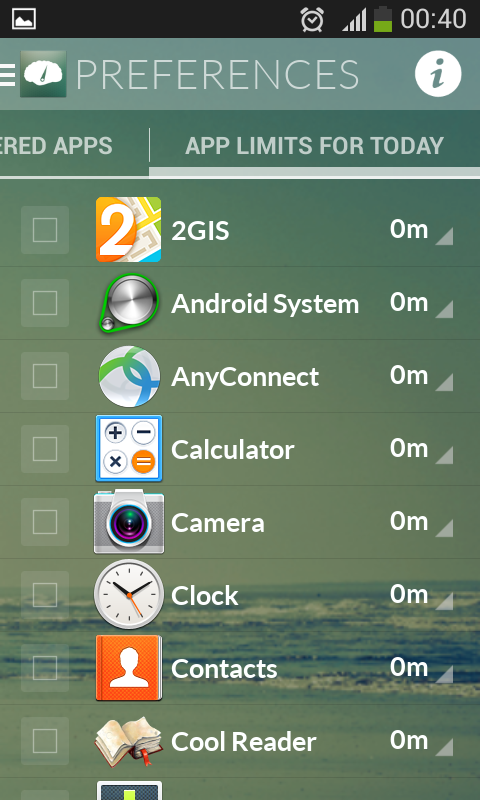 00:40
PREFERENCES
ERED APPS
APP LIMITS FOR TODAY
2GIS 0m
Android System 0m
AnyConnect 0m
Calculator 0m
Camera 0m
Clock 0m
Contacts 0m
Cool Reader 0m